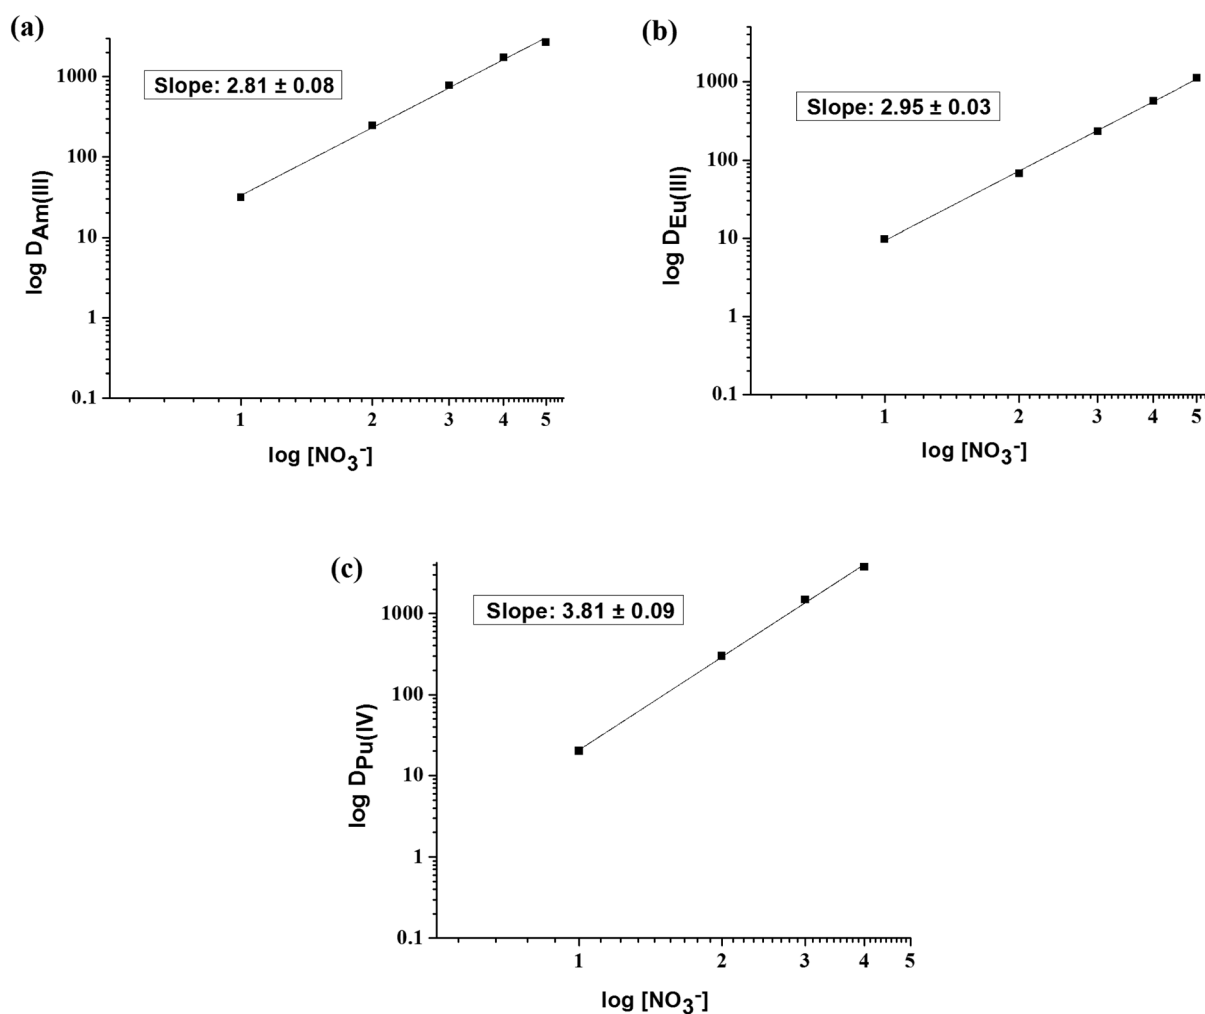 (a)
Slope: 2.81 ± 0.08
log D_Am(III)
1000
100
10
1
0.1
1 2 3 4 5
log [NO₃⁻]
(b)
Slope: 2.95 ± 0.03
log D_Eu(III)
1000
100
10
1
0.1
1 2 3 4 5
log [NO₃⁻]
(c)
Slope: 3.81 ± 0.09
log D_Pu(IV)
1000
100
10
1
0.1
1 2 3 4 5
log [NO₃⁻]